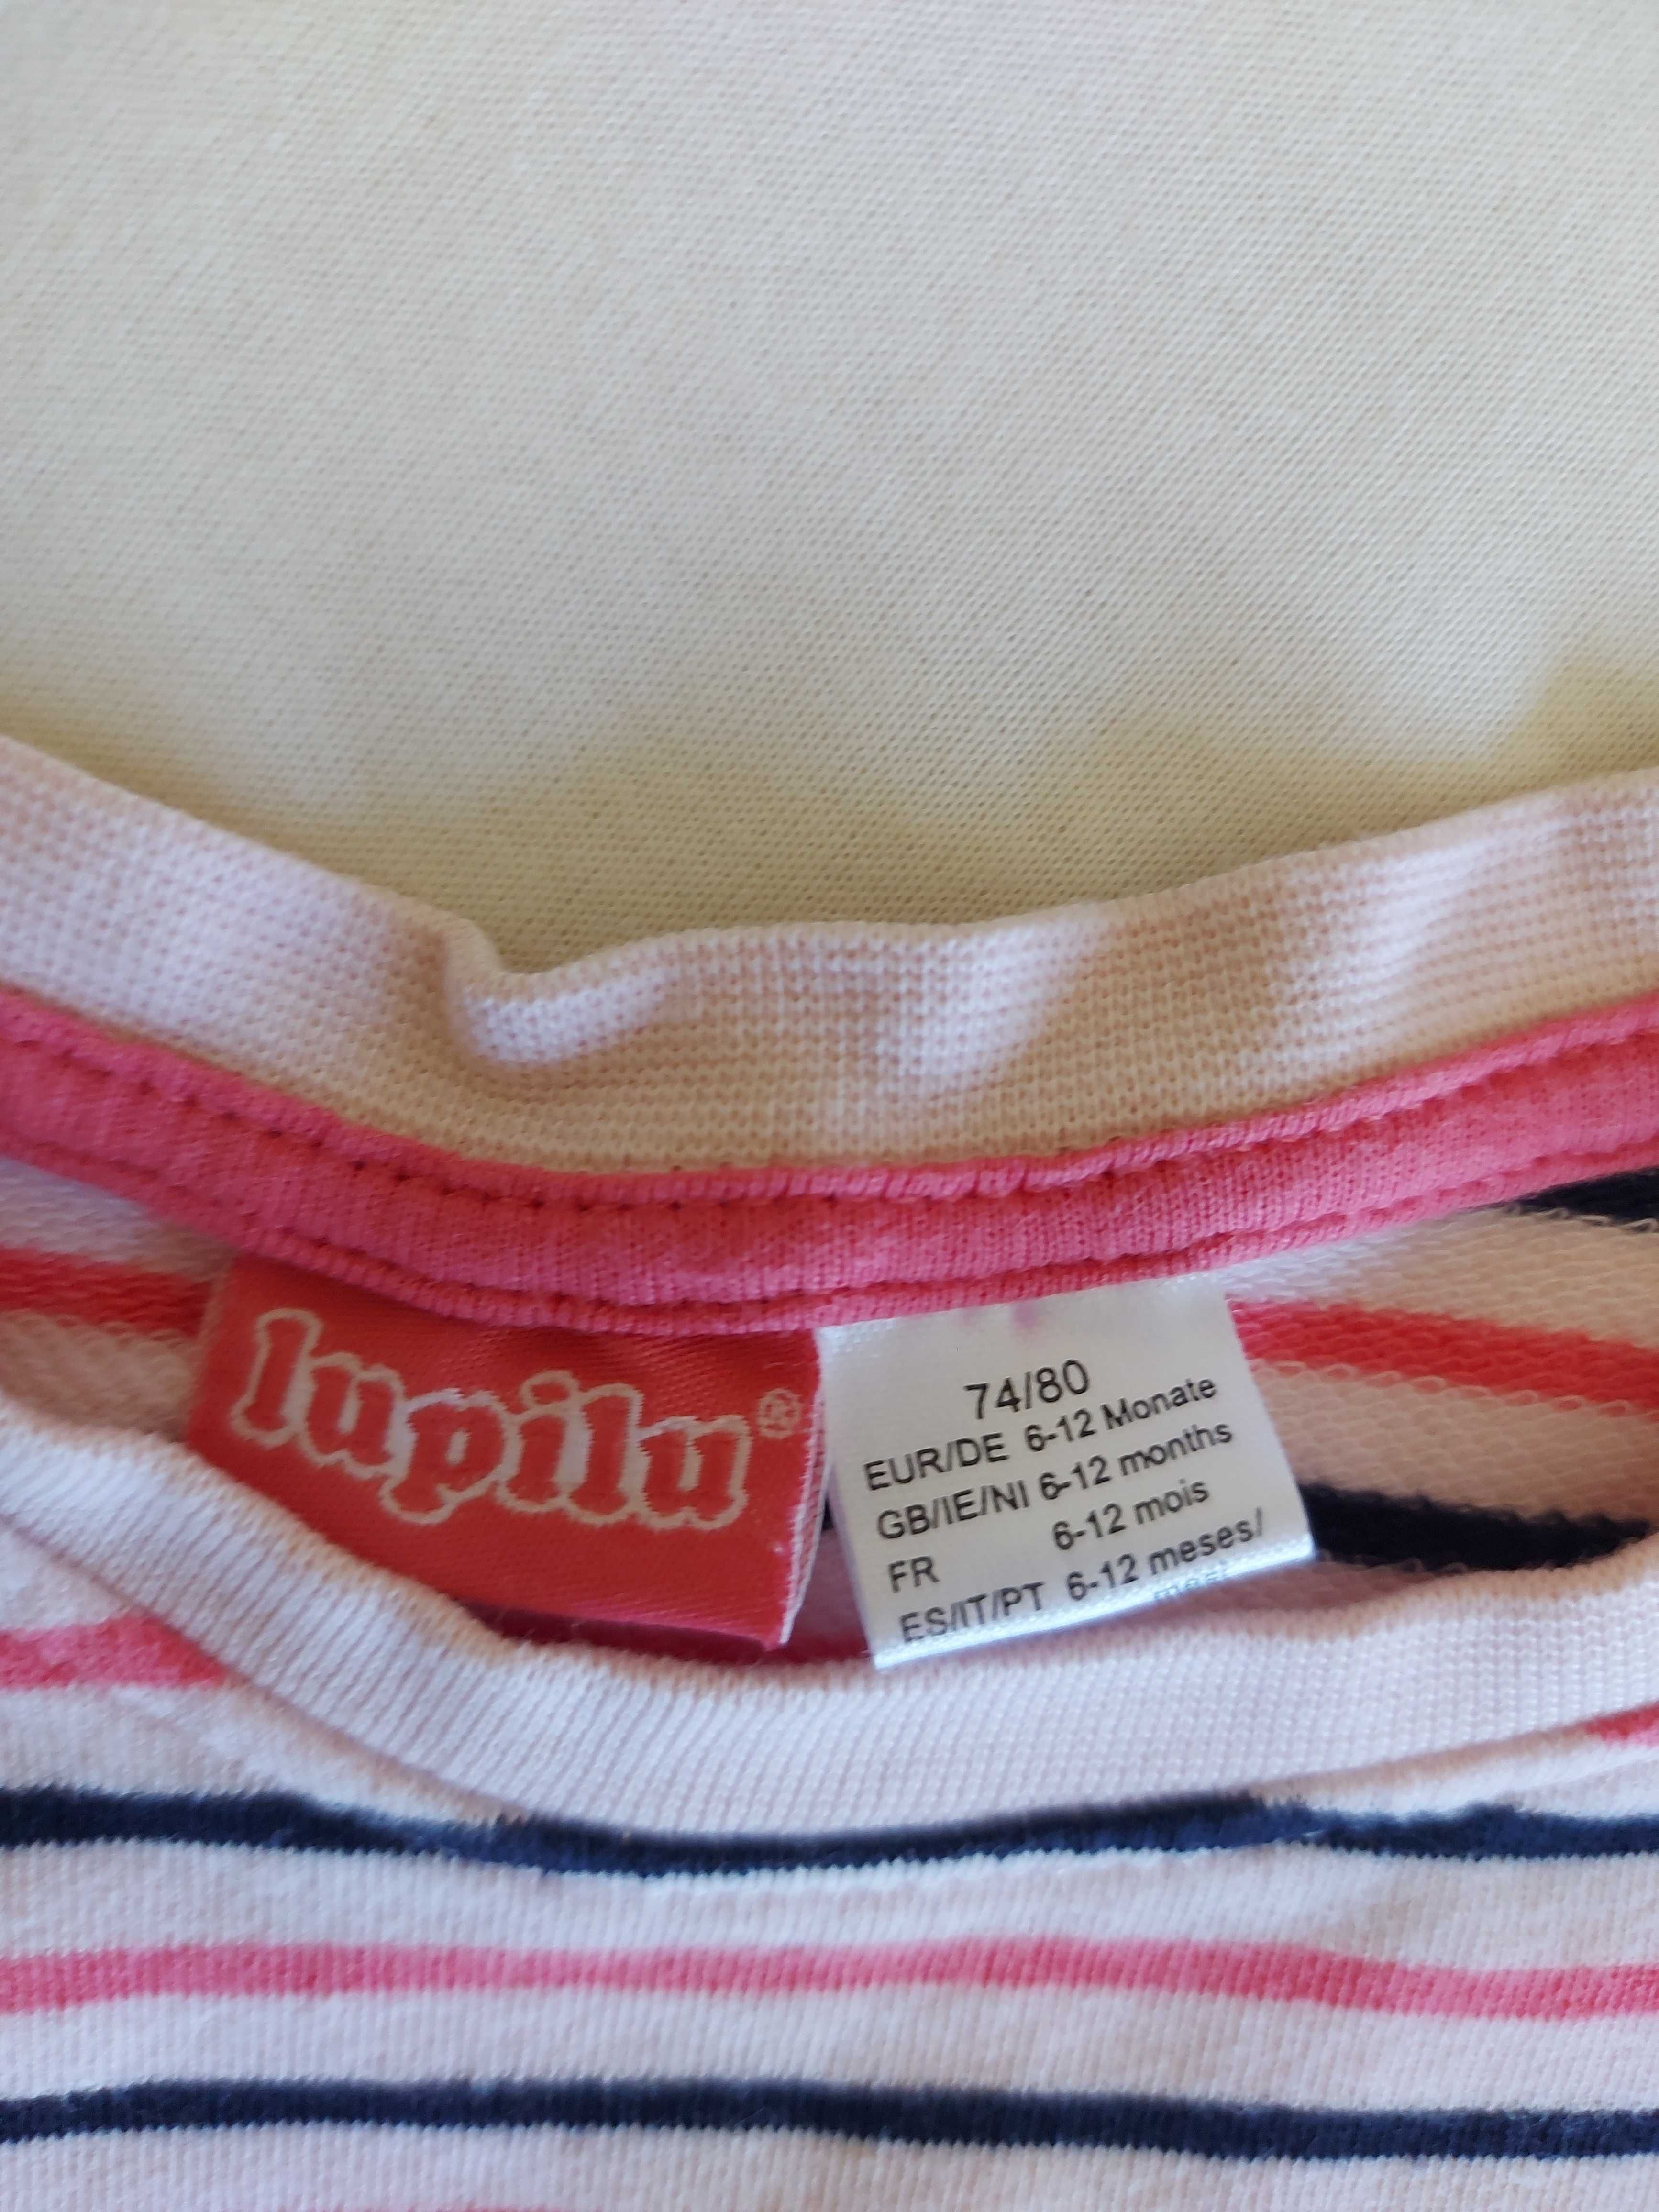 lupilu®
74/80
EUR/DE 6-12 Monate
GB/IE/NI 6-12 months
FR 6-12 mois
ES/IT/PT 6-12 meses/